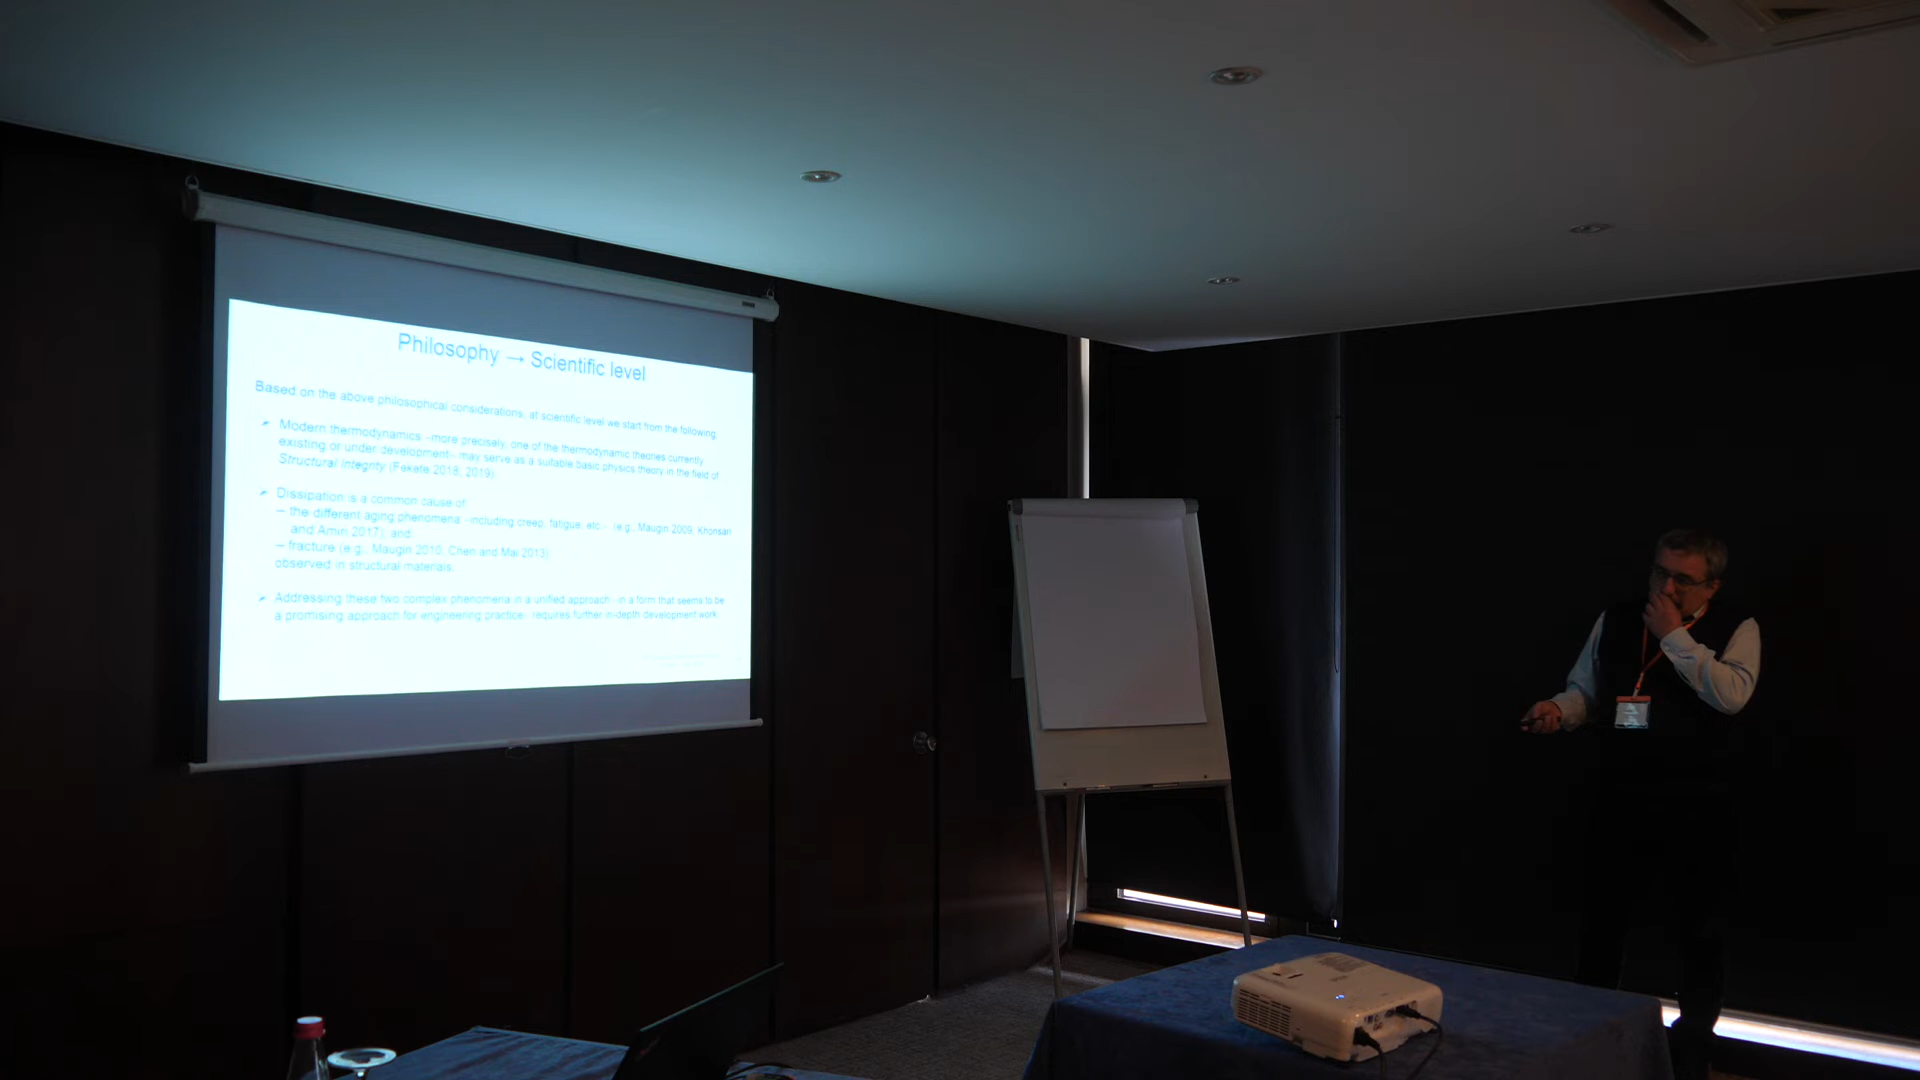 Philosophy → Scientific level
Based on the above philosophical considerations, at scientific level we start from the following:
➢ Modern thermodynamics -more precisely, one of the thermodynamic theories currently
existing or under development- may serve as a suitable basic physics theory in the field of
Structural Integrity (Fekete 2018, 2019).
➢ Dissipation is a common cause of:
– the different aging phenomena -including creep, fatigue, etc.- (e.g., Maugin 2009, Khonsari
and Amiri 2017); and
– fracture (e.g., Maugin 2010, Chen and Mai 2013)
observed in structural materials.
➢ Addressing these two complex phenomena in a unified approach -in a form that seems to be
a promising approach for engineering practice- requires further in-depth development work.